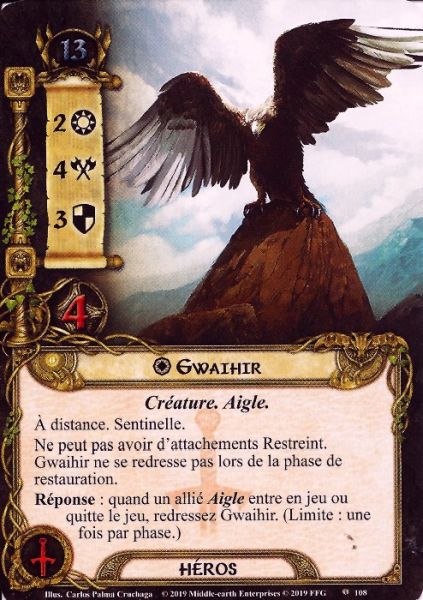 13
2
4
3
4
Gwaihir
Créature. Aigle.
À distance. Sentinelle.
Ne peut pas avoir d'attachements Restreint.
Gwaihir ne se redresse pas lors de la phase de
restauration.
Réponse : quand un allié Aigle entre en jeu ou
quitte le jeu, redressez Gwaihir. (Limite : une
fois par phase.)
HÉROS
Illus. Carlos Palma Cruchaga © 2019 Middle-earth Enterprises © 2019 FFG 108